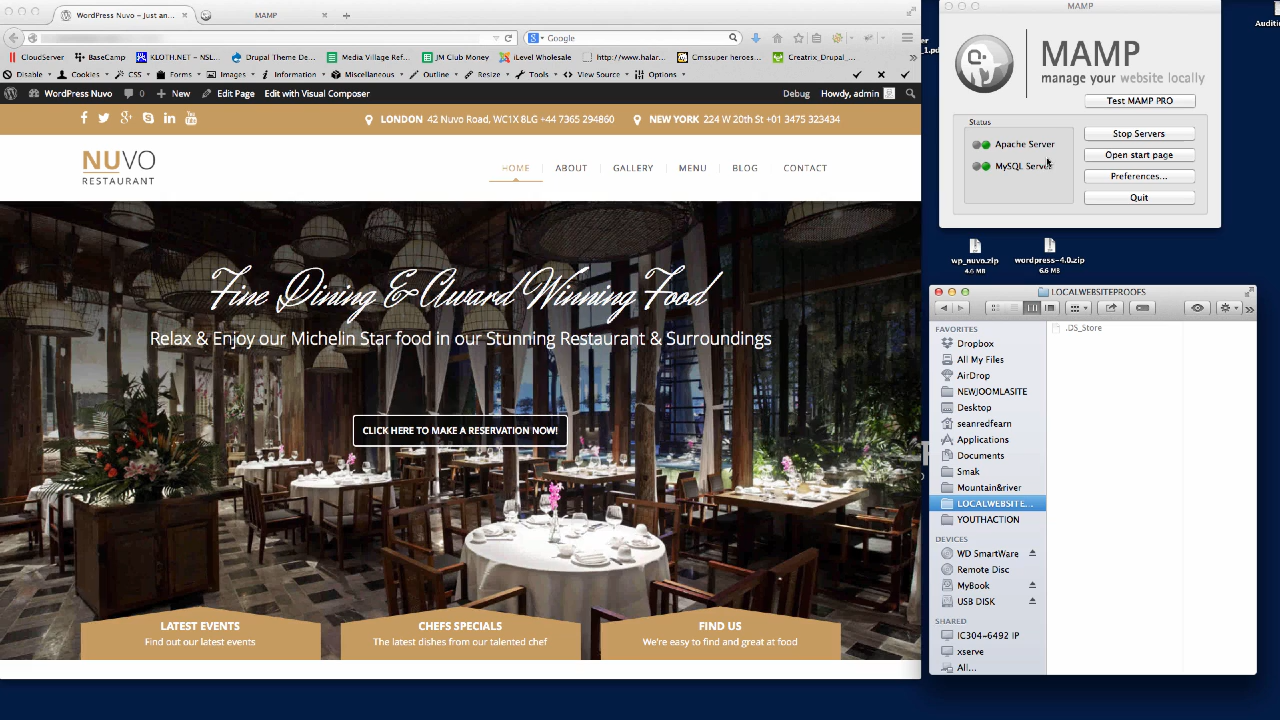 WordPress Nuvo – Just an...
MAMP
Google
CloudServer
BaseCamp
KLOTH.NET - NSL...
Drupal Theme De...
Media Village Ref...
JM Club Money
iLevel Wholesale
http://www.halar...
Cmssuper heroes...
Creatrix_Drupal_...
Disable
Cookies
CSS
Forms
Images
Information
Miscellaneous
Outline
Resize
Tools
View Source
Options
WordPress Nuvo
0
New
Edit Page
Edit with Visual Composer
Debug
Howdy, admin
LONDON 42 Nuvo Road, WC1X 8LG +44 7365 294860
NEW YORK 224 W 20th St +01 3475 323434
NUVO
RESTAURANT
HOME
ABOUT
GALLERY
MENU
BLOG
CONTACT
Fine Dining & Award Winning Food
Relax & Enjoy our Michelin Star food in our Stunning Restaurant & Surroundings
CLICK HERE TO MAKE A RESERVATION NOW!
LATEST EVENTS
Find out our latest events
CHEFS SPECIALS
The latest dishes from our talented chef
FIND US
We're easy to find and great at food
MAMP
MAMP
manage your website locally
Test MAMP PRO
Status
Apache Server
MySQL Server
Stop Servers
Open start page
Preferences...
Quit
wp_nuvo.zip
4.6 MB
wordpress-4.0.zip
6.6 MB
LOCALWEBSITEPROOFS
FAVORITES
Dropbox
All My Files
AirDrop
NEWJOOMLASITE
Desktop
seanredfearn
Applications
Documents
Smak
Mountain&river
LOCALWEBSITE...
YOUTHACTION
DEVICES
WD SmartWare
Remote Disc
MyBook
USB DISK
SHARED
IC304-6492 IP
xserve
All...
.DS_Store